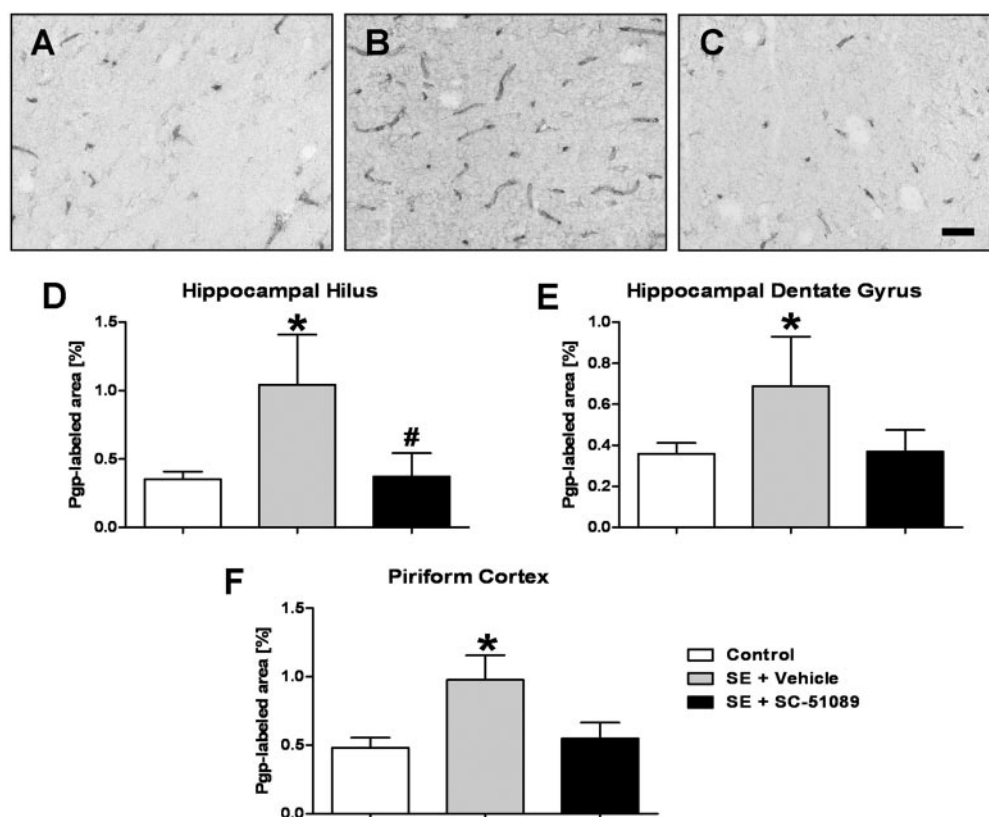 A
B
C
D
Hippocampal Hilus
Pgp-labeled area [%]
1.5
1.0
0.5
0.0
*
#
E
Hippocampal Dentate Gyrus
Pgp-labeled area [%]
1.0
0.8
0.6
0.4
0.2
0.0
*
F
Piriform Cortex
Pgp-labeled area [%]
1.5
1.0
0.5
0.0
*
Control
SE + Vehicle
SE + SC-51089